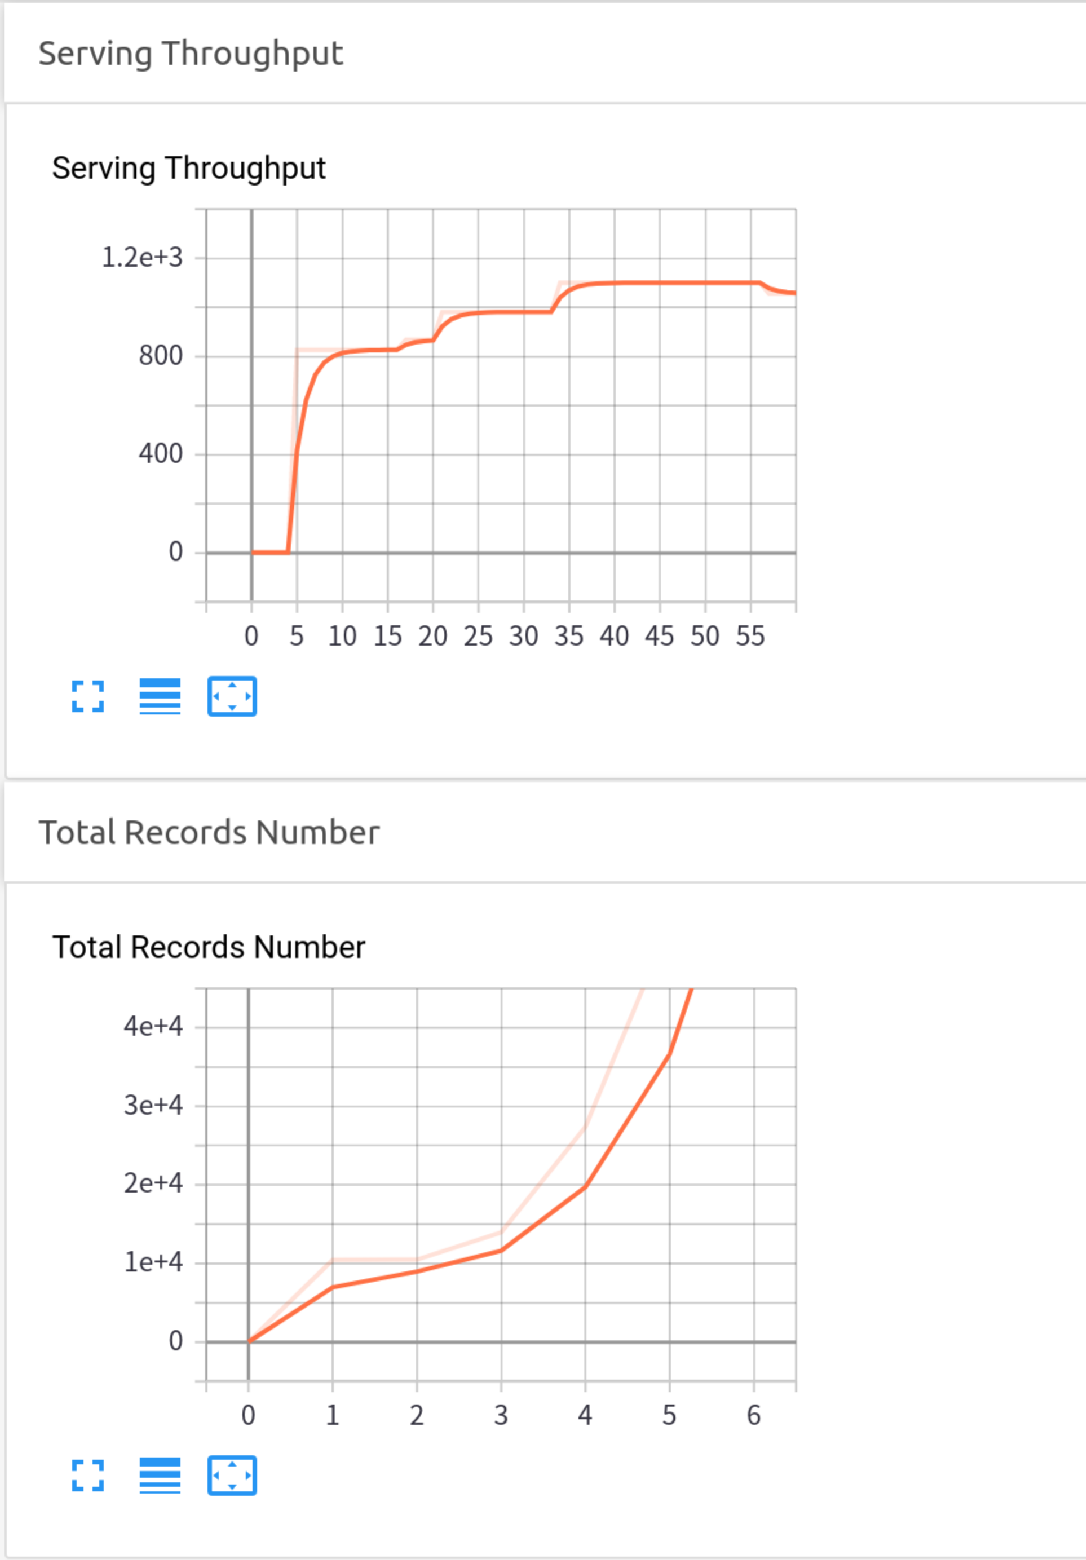 Serving Throughput
Serving Throughput
1.2e+3
800
400
0
0 5 10 15 20 25 30 35 40 45 50 55
Total Records Number
Total Records Number
4e+4
3e+4
2e+4
1e+4
0
0 1 2 3 4 5 6